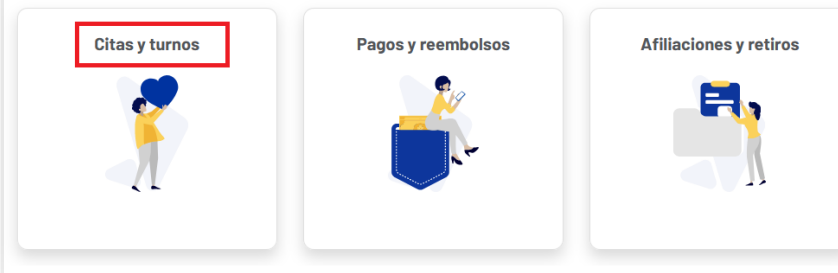 Citas y turnos
Pagos y reembolsos
Afiliaciones y retiros